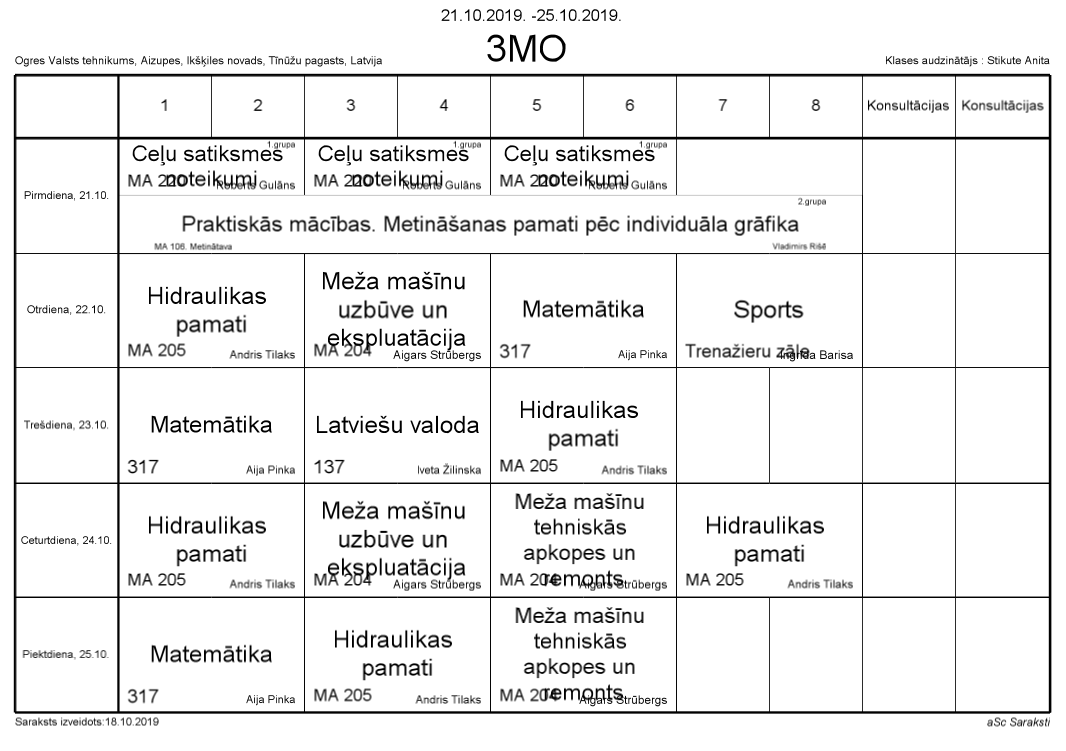 21.10.2019. -25.10.2019.
3MO
Ogres Valsts tehnikums, Aizupes, Ikšķiles novads, Tīnūžu pagasts, Latvija
Klases audzinātājs : Stikute Anita
1 2 3 4 5 6 7 8 Konsultācijas Konsultācijas
Pirmdiena, 21.10.
1.grupa
Ceļu satiksmes
noteikumi
MA 220 Roberts Gulāns
1.grupa
Ceļu satiksmes
noteikumi
MA 220 Roberts Gulāns
1.grupa
Ceļu satiksmes
noteikumi
MA 220 Roberts Gulāns
2.grupa
Praktiskās mācības. Metināšanas pamati pēc individuāla grāfika
MA 106. Metinātava Vladimirs Rišē
Otrdiena, 22.10.
Hidraulikas
pamati
MA 205 Andris Tilaks
Meža mašīnu
uzbūve un
ekspluatācija
MA 204 Aigars Strūbergs
Matemātika
317 Aija Pinka
Sports
Trenažieru zāle Ingrīda Barisa
Trešdiena, 23.10.
Matemātika
317 Aija Pinka
Latviešu valoda
137 Iveta Žilinska
Hidraulikas
pamati
MA 205 Andris Tilaks
Ceturtdiena, 24.10.
Hidraulikas
pamati
MA 205 Andris Tilaks
Meža mašīnu
uzbūve un
ekspluatācija
MA 204 Aigars Strūbergs
Meža mašīnu
tehniskās
apkopes un
remonts
MA 204 Aigars Strūbergs
Hidraulikas
pamati
MA 205 Andris Tilaks
Piektdiena, 25.10.
Matemātika
317 Aija Pinka
Hidraulikas
pamati
MA 205 Andris Tilaks
Meža mašīnu
tehniskās
apkopes un
remonts
MA 204 Aigars Strūbergs
Saraksts izveidots:18.10.2019
aSc Saraksti